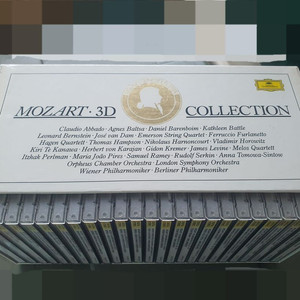 MOZART · 3D COLLECTION
Claudio Abbado · Agnes Baltsa · Daniel Barenboim · Kathleen Battle
Leonard Bernstein · José van Dam · Emerson String Quartet · Ferruccio Furlanetto
Hagen Quartett · Thomas Hampson · Nikolaus Harnoncourt · Vladimir Horowitz
Kiri Te Kanawa · Herbert von Karajan · Gidon Kremer · James Levine · Melos Quartett
Itzhak Perlman · Maria João Pires · Samuel Ramey · Rudolf Serkin · Anna Tomowa-Sintow
Orpheus Chamber Orchestra · London Symphony Orchestra
Wiener Philharmoniker · Berliner Philharmoniker